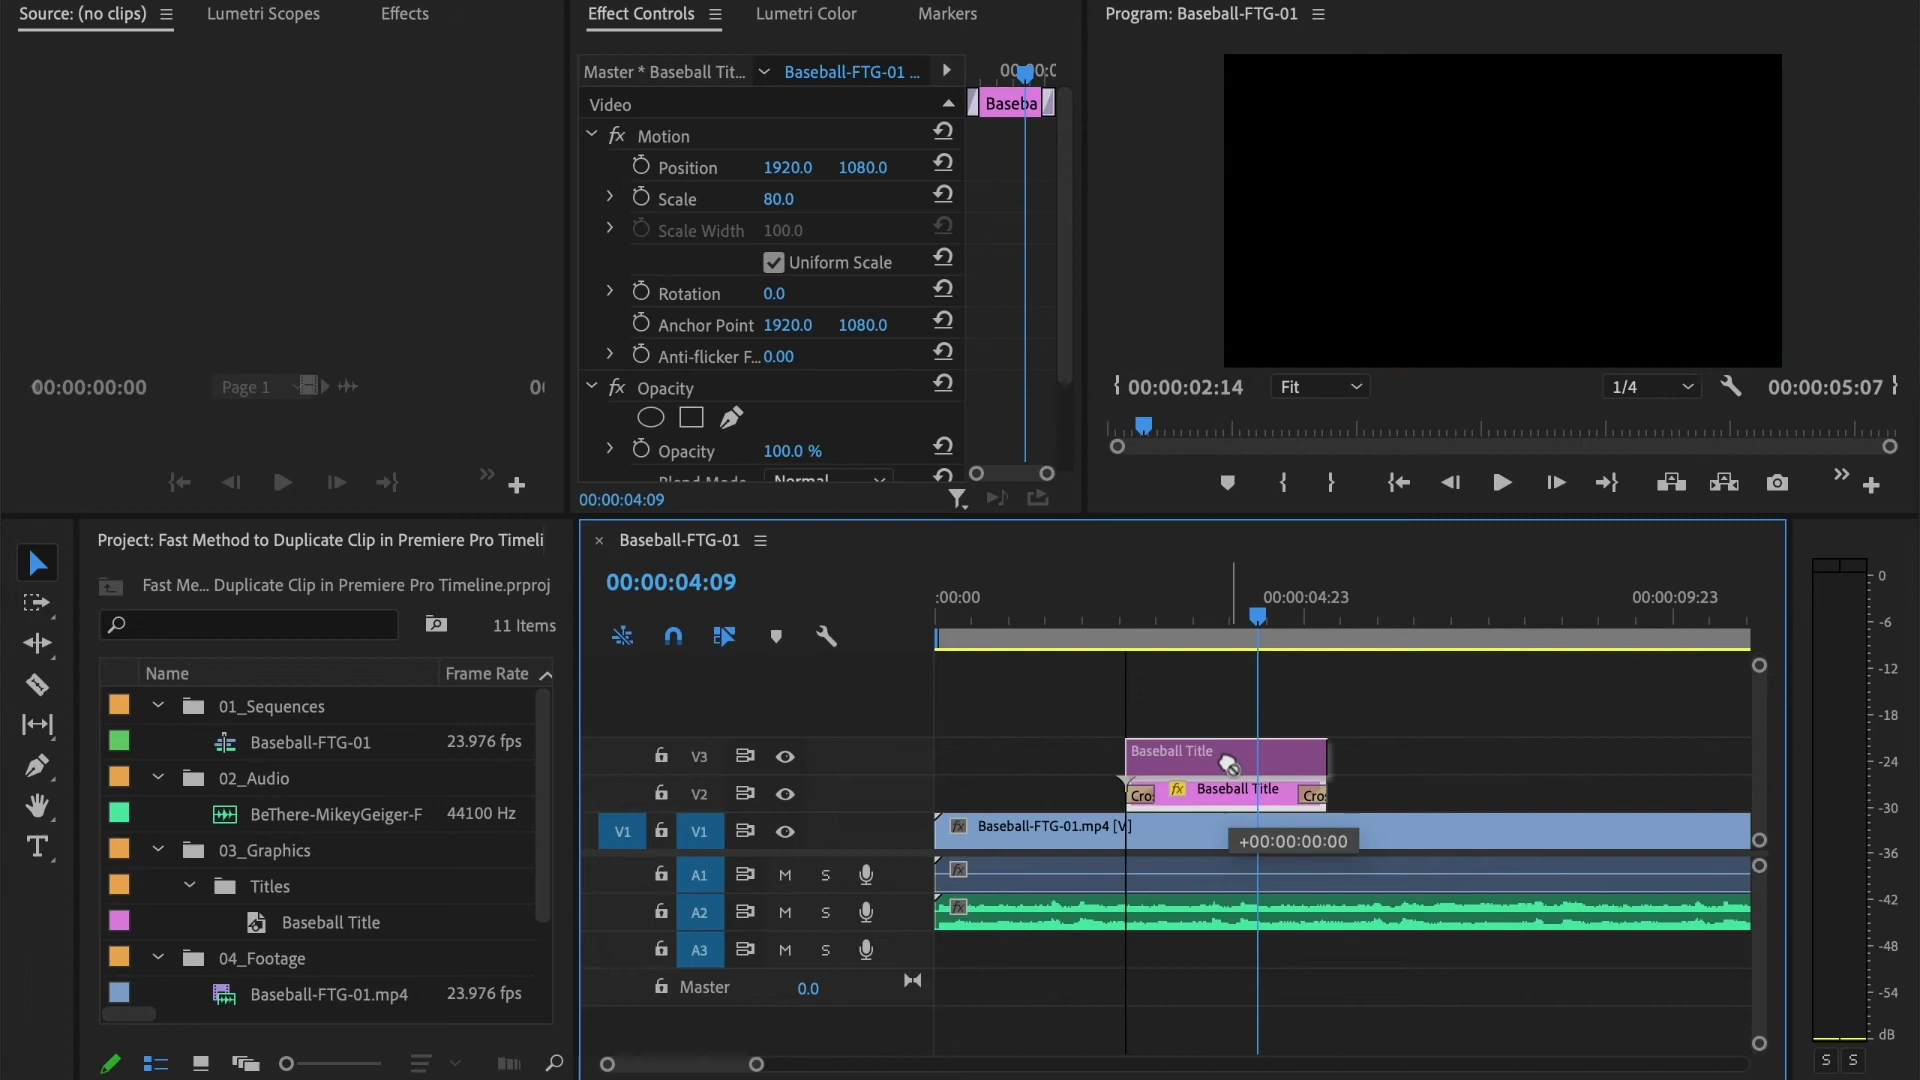 Source: (no clips)
Lumetri Scopes
Effects
Effect Controls
Lumetri Color
Markers
Program: Baseball-FTG-01
Master * Baseball Tit...
Baseball-FTG-01 ...
Video
Baseba
fx Motion
Position 1920.0 1080.0
Scale 80.0
Scale Width 100.0
Uniform Scale
Rotation 0.0
Anchor Point 1920.0 1080.0
Anti-flicker F... 0.00
fx Opacity
Opacity 100.0 %
Normal
00:00:04:09
00:00:00:00
Page 1
00:00:02:14
Fit
1/4
00:00:05:07
Project: Fast Method to Duplicate Clip in Premiere Pro Timeli
Fast Me... Duplicate Clip in Premiere Pro Timeline.prproj
11 Items
Name Frame Rate
01_Sequences
Baseball-FTG-01 23.976 fps
02_Audio
BeThere-MikeyGeiger-F 44100 Hz
03_Graphics
Titles
Baseball Title
04_Footage
Baseball-FTG-01.mp4 23.976 fps
Baseball-FTG-01
00:00:04:09
:00:00
00:00:04:23
00:00:09:23
V3
Baseball Title
V2
Cro
fx
Baseball Title
Cro
V1 V1
fx Baseball-FTG-01.mp4 [V]
+00:00:00:00
A1 M S
fx
A2 M S
fx
A3 M S
Master 0.0
0
-6
-12
-18
-24
-30
-36
-42
-48
-54
dB
S S